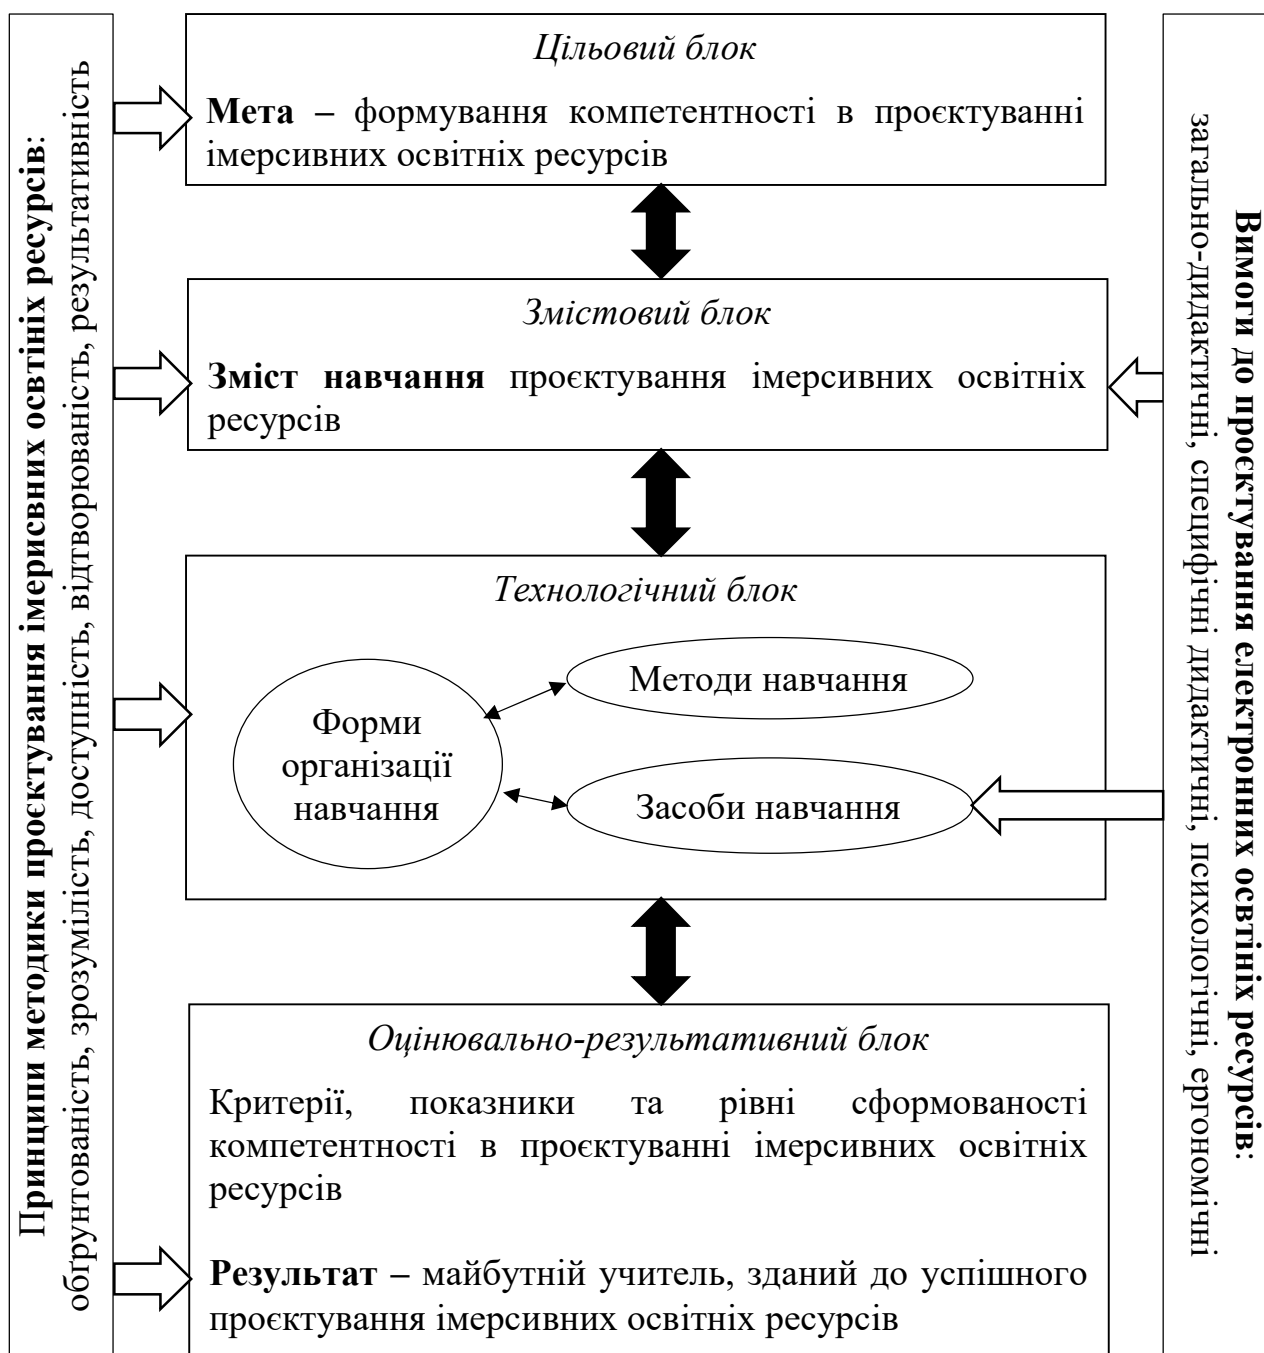 Принципи методики проєктування імерисвних освтініх ресурсів:
обґрунтованість, зрозумілість, доступність, відтворюваність, результативність
Цільовий блок
Мета – формування компетентності в проєктуванні
імерсивних освітніх ресурсів
Змістовий блок
Зміст навчання проєктування імерсивних освітніх
ресурсів
Технологічний блок
Форми
організації
навчання
Методи навчання
Засоби навчання
Оцінювально-результативний блок
Критерії, показники та рівні сформованості
компетентності в проєктуванні імерсивних освітніх
ресурсів
Результат – майбутній учитель, зданий до успішного
проєктування імерсивних освітніх ресурсів
Вимоги до проєктування електронних освтініх ресурсів:
загально-дидактичні, специфічні дидактичні, психологічні, ергономічні